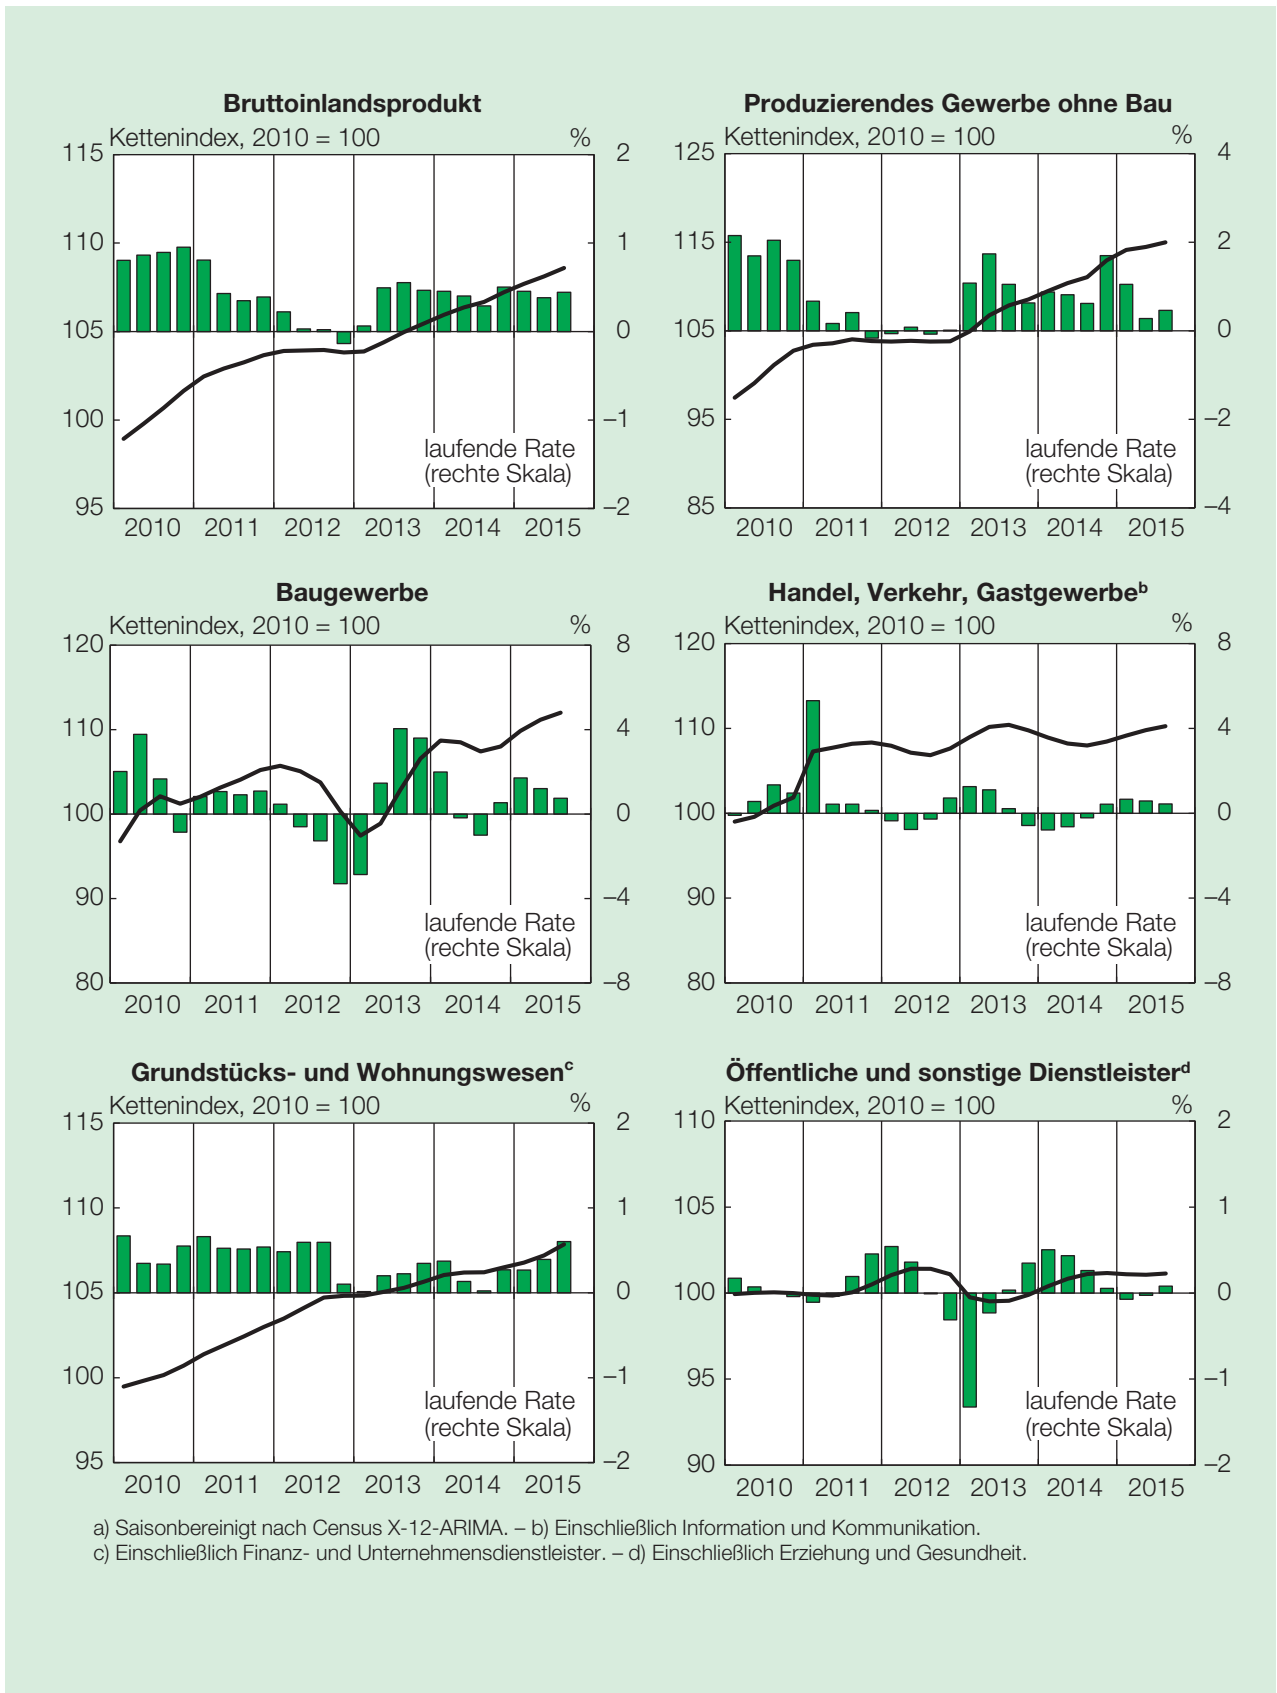 Bruttoinlandsprodukt
Kettenindex, 2010 = 100 %
115 2
110 1
105 0
100 –1
laufende Rate
(rechte Skala)
95 –2
2010 2011 2012 2013 2014 2015
Produzierendes Gewerbe ohne Bau
Kettenindex, 2010 = 100 %
125 4
115 2
105 0
95 –2
laufende Rate
(rechte Skala)
85 –4
2010 2011 2012 2013 2014 2015
Baugewerbe
Kettenindex, 2010 = 100 %
120 8
110 4
100 0
90 –4
laufende Rate
(rechte Skala)
80 –8
2010 2011 2012 2013 2014 2015
Handel, Verkehr, Gastgewerbeᵇ
Kettenindex, 2010 = 100 %
120 8
110 4
100 0
90 –4
laufende Rate
(rechte Skala)
80 –8
2010 2011 2012 2013 2014 2015
Grundstücks- und Wohnungswesenᶜ
Kettenindex, 2010 = 100 %
115 2
110 1
105 0
100 –1
laufende Rate
(rechte Skala)
95 –2
2010 2011 2012 2013 2014 2015
Öffentliche und sonstige Dienstleisterᵈ
Kettenindex, 2010 = 100 %
110 2
105 1
100 0
95 –1
laufende Rate
(rechte Skala)
90 –2
2010 2011 2012 2013 2014 2015
a) Saisonbereinigt nach Census X-12-ARIMA. – b) Einschließlich Information und Kommunikation.
c) Einschließlich Finanz- und Unternehmensdienstleister. – d) Einschließlich Erziehung und Gesundheit.